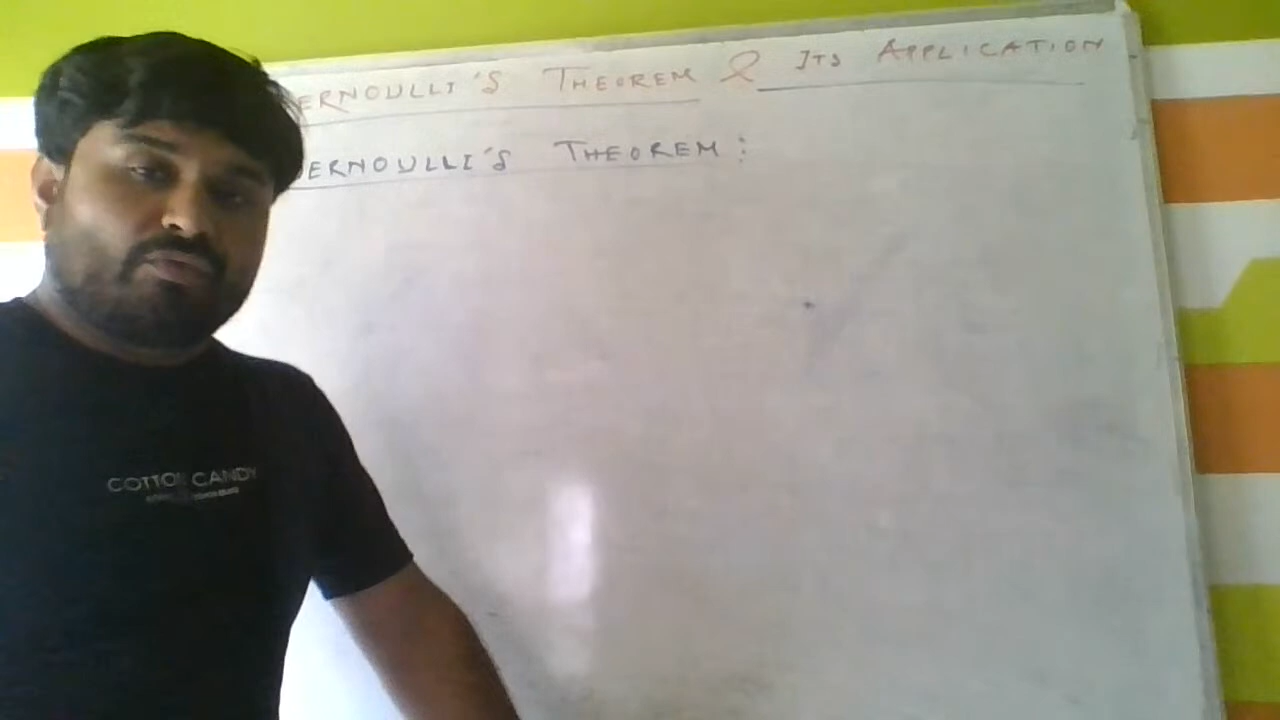 ERNOULLI'S THEOREM & ITS APPLICATION
ERNOULLI'S THEOREM:
COTTON CANDY